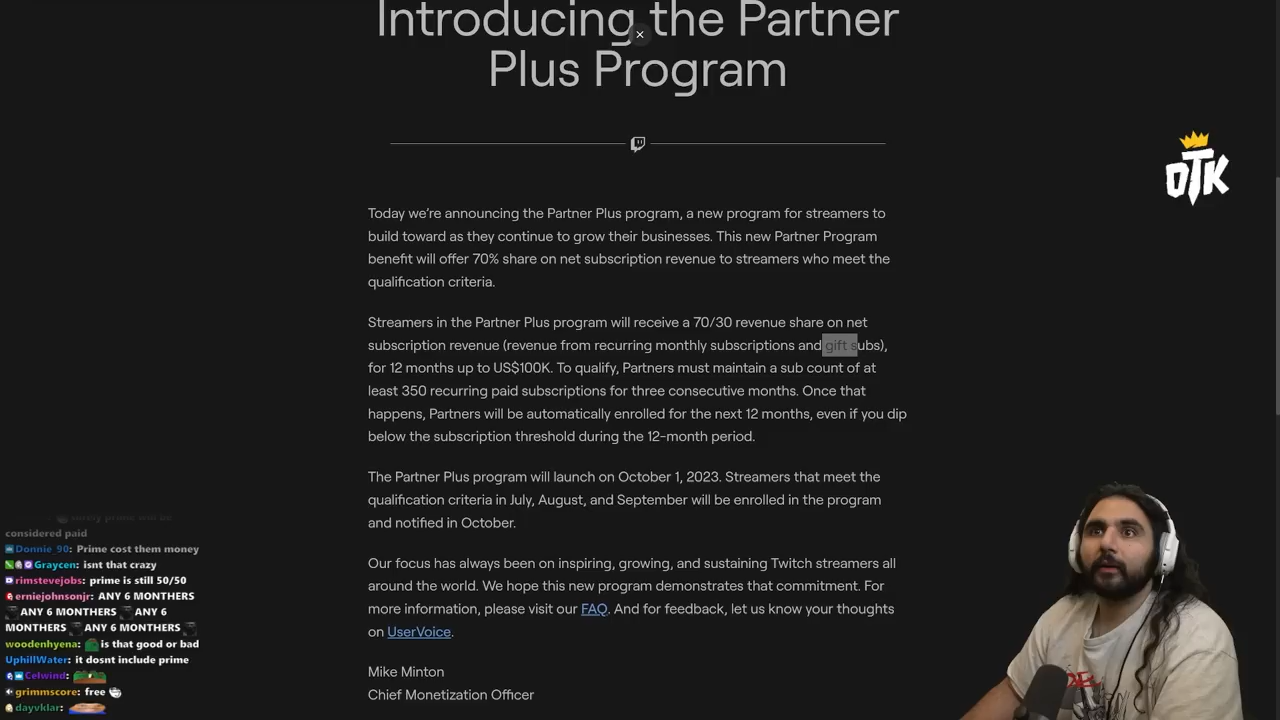 Introducing the Partner
Plus Program
OTK
Today we're announcing the Partner Plus program, a new program for streamers to
build toward as they continue to grow their businesses. This new Partner Program
benefit will offer 70% share on net subscription revenue to streamers who meet the
qualification criteria.
Streamers in the Partner Plus program will receive a 70/30 revenue share on net
subscription revenue (revenue from recurring monthly subscriptions and gift subs),
for 12 months up to US$100K. To qualify, Partners must maintain a sub count of at
least 350 recurring paid subscriptions for three consecutive months. Once that
happens, Partners will be automatically enrolled for the next 12 months, even if you dip
below the subscription threshold during the 12-month period.
The Partner Plus program will launch on October 1, 2023. Streamers that meet the
qualification criteria in July, August, and September will be enrolled in the program
and notified in October.
Our focus has always been on inspiring, growing, and sustaining Twitch streamers all
around the world. We hope this new program demonstrates that commitment. For
more information, please visit our FAQ. And for feedback, let us know your thoughts
on UserVoice.
Mike Minton
Chief Monetization Officer
considered paid
Donnie_90: Prime cost them money
Graycen: isnt that crazy
rimstevejobs: prime is still 50/50
erniejohnsonjr: ANY 6 MONTHERS
ANY 6 MONTHERS ANY 6
MONTHERS ANY 6 MONTHERS
woodenhyena: is that good or bad
UphillWater: it dosnt include prime
Celwind:
grimmscore: free
dayvklar: